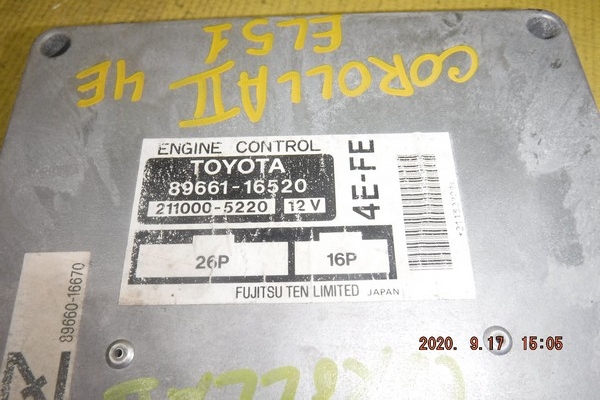 COROLLA II 4E
EL51
ENGINE CONTROL
TOYOTA
89661-16520
211000-5220 12V
4E-FE
26P 16P
FUJITSU TEN LIMITED JAPAN
89660-16670
2020. 9.17 15:05